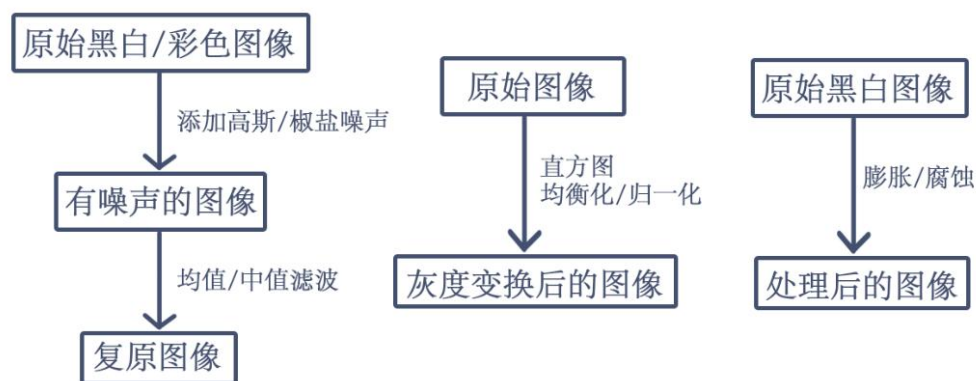 原始黑白/彩色图像
添加高斯/椒盐噪声
有噪声的图像
均值/中值滤波
复原图像
原始图像
直方图
均衡化/归一化
灰度变换后的图像
原始黑白图像
膨胀/腐蚀
处理后的图像